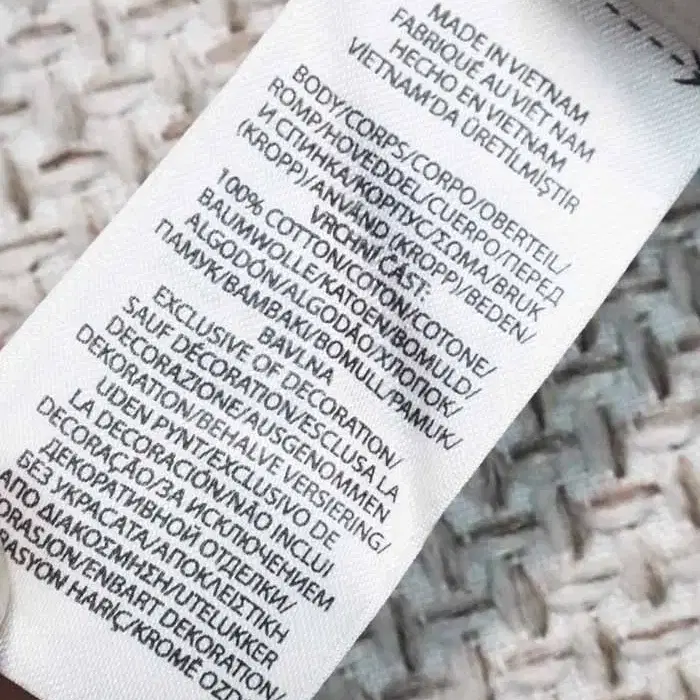 MADE IN VIETNAM
FABRIQUÉ AU VIÊT NAM
HECHO EN VIETNAM
VİETNAM'DA ÜRETİLMİŞTİR
BODY/CORPS/CORPO/OBERTEIL/
ROMP/HOVEDDEL/CUERPO/ПЕРЕД
И СПИНКА/КОРПУС/ΣΩΜΑ/BRUK
(KROPP)/ANVÄND (KROPP)/BEDEN/
VRCHNÍ ČÁST:
100% COTTON/COTON/COTONE/
BAUMWOLLE/KATOEN/BOMULD/
ALGODÓN/ALGODÃO/ХЛОПОК/
ПАМУК/BAMBAKI/BOMULL/PAMUK/
BAVLNA
EXCLUSIVE OF DECORATION/
SAUF DÉCORATION/ESCLUSA LA
DECORAZIONE/AUSGENOMMEN
DEKORATION/BEHALVE VERSIERING/
UDEN PYNT/EXCLUSIVO DE
LA DECORACIÓN/NÃO INCLUI
DECORAÇÃO/ЗА ИСКЛЮЧЕНИЕМ
ДЕКОРАТИВНОЙ ОТДЕЛКИ/
БЕЗ УКРАСАТА/ΑΠΟΚΛΕΙΣΤΙΚΗ
ΑΠΟ ΔΙΑΚΟΣΜΗΣΗ/UTELUKKER
ORASJON/ENBART DEKORATION/
RASYON HARİÇ/KROMĚ OZD